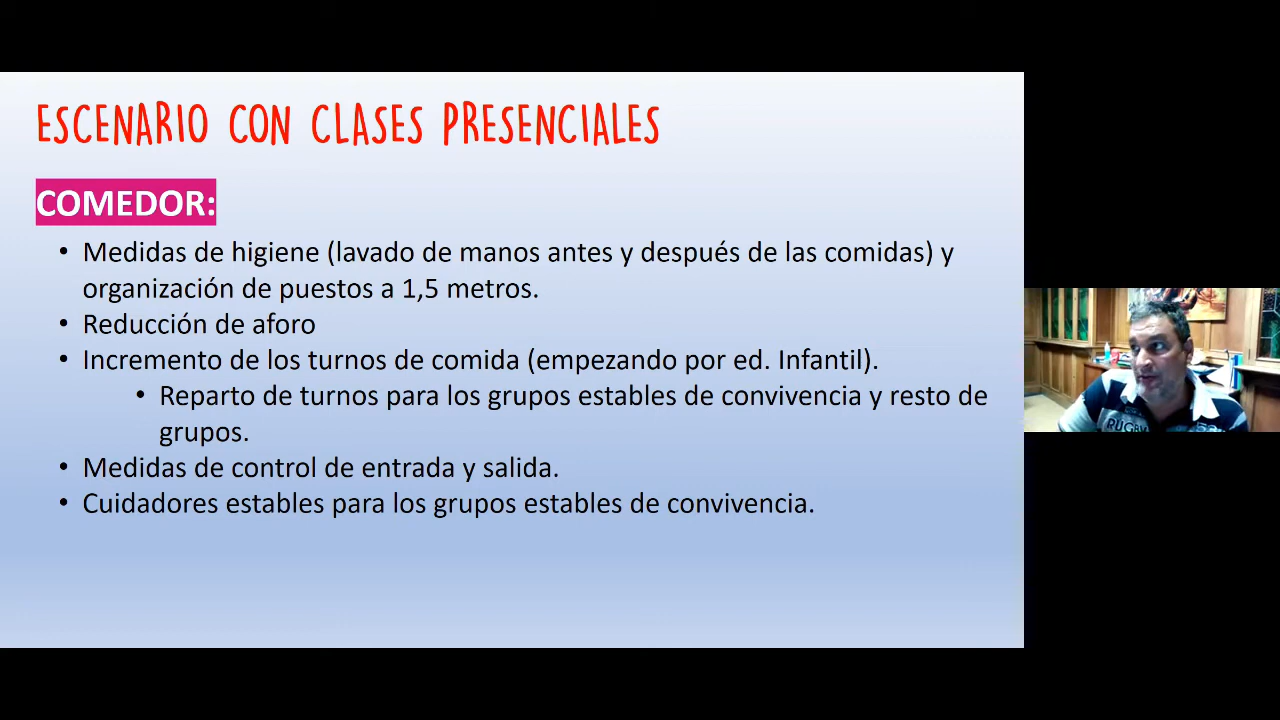 ESCENARIO CON CLASES PRESENCIALES
COMEDOR:
• Medidas de higiene (lavado de manos antes y después de las comidas) y
organización de puestos a 1,5 metros.
• Reducción de aforo
• Incremento de los turnos de comida (empezando por ed. Infantil).
• Reparto de turnos para los grupos estables de convivencia y resto de
grupos.
• Medidas de control de entrada y salida.
• Cuidadores estables para los grupos estables de convivencia.
RUGBY